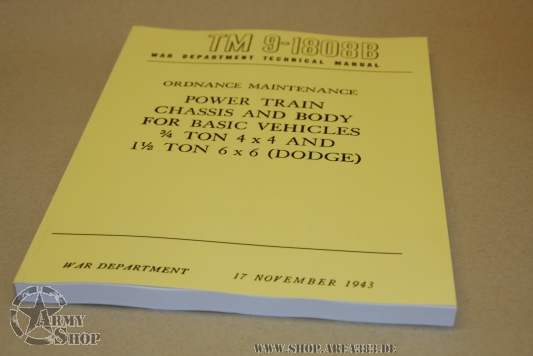 TM 9-1808B
WAR DEPARTMENT TECHNICAL MANUAL
ORDNANCE MAINTENANCE
POWER TRAIN
CHASSIS AND BODY
FOR BASIC VEHICLES
¾ TON 4 x 4 AND
1½ TON 6 x 6 (DODGE)
WAR DEPARTMENT 17 NOVEMBER 1943
ARMY
SHOP
WWW.SHOP.AREA383.DE